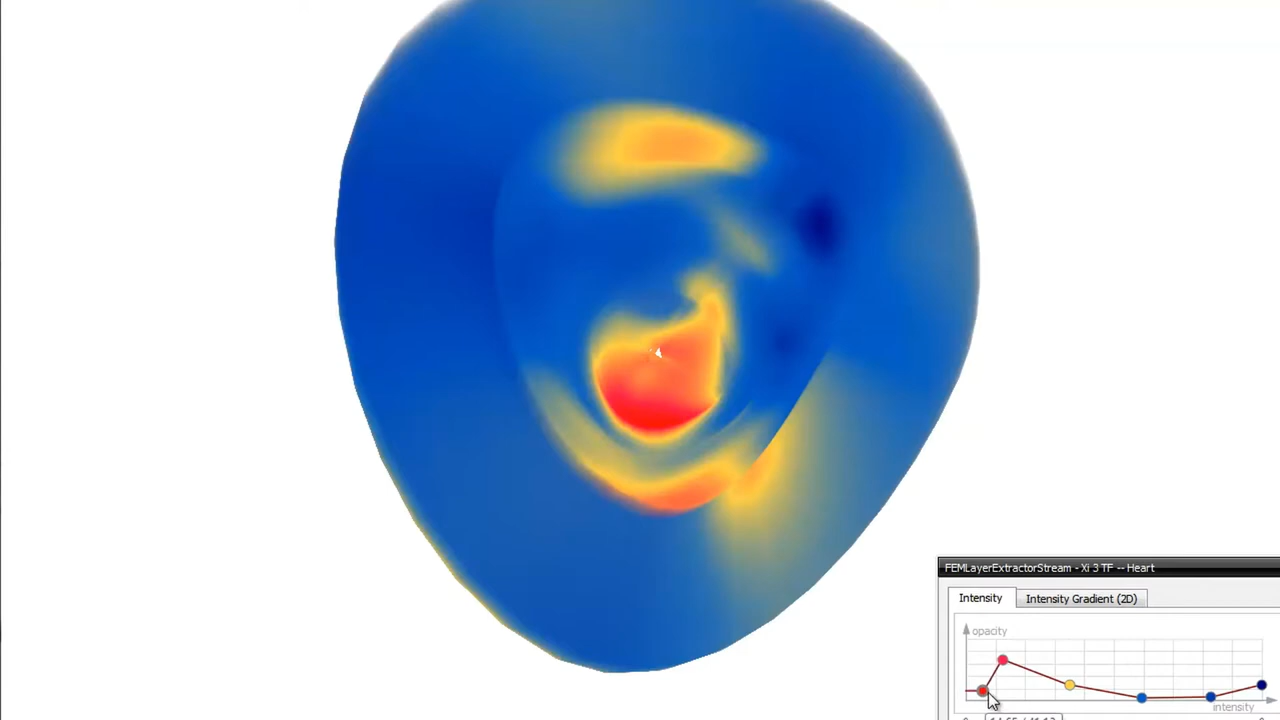 FEMLayerExtractorStream - Xi 3 TF -- Heart
Intensity
Intensity Gradient (2D)
opacity
intensity